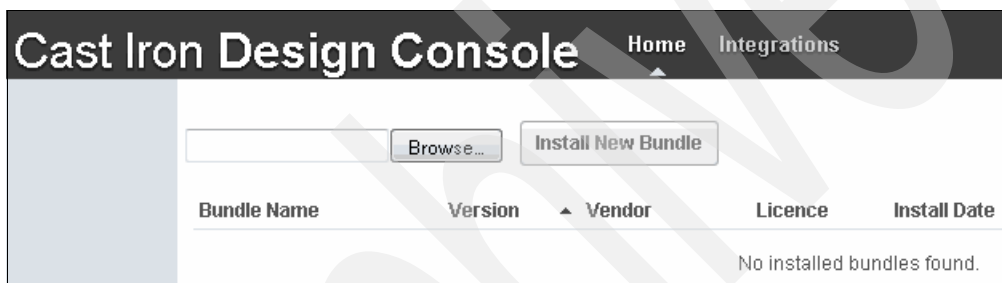 Cast Iron Design Console Home Integrations
Browse... Install New Bundle
Bundle Name Version Vendor Licence Install Date
No installed bundles found.